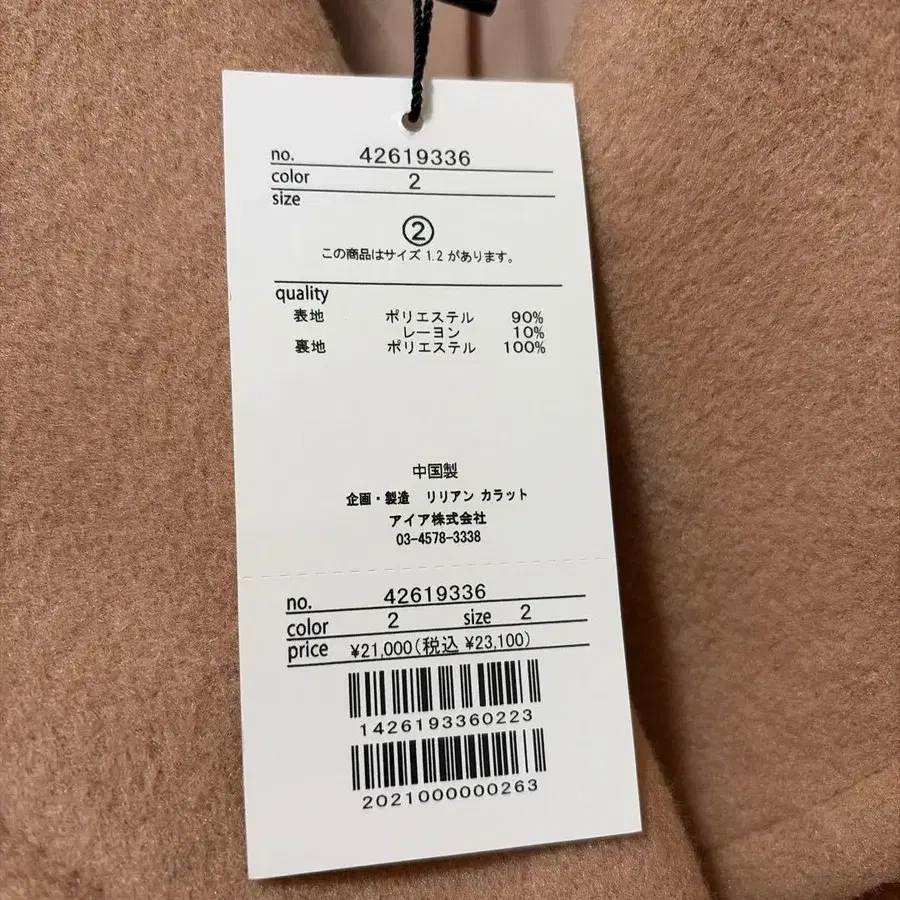 no. 42619336
color 2
size
②
この商品はサイズ 1.2 があります。
quality
表地 ポリエステル 90%
レーヨン 10%
裏地 ポリエステル 100%
中国製
企画・製造 リリアン カラット
アイア株式会社
03-4578-3338
no. 42619336
color 2 size 2
price ¥21,000(税込 ¥23,100)
1426193360223
2021000000263